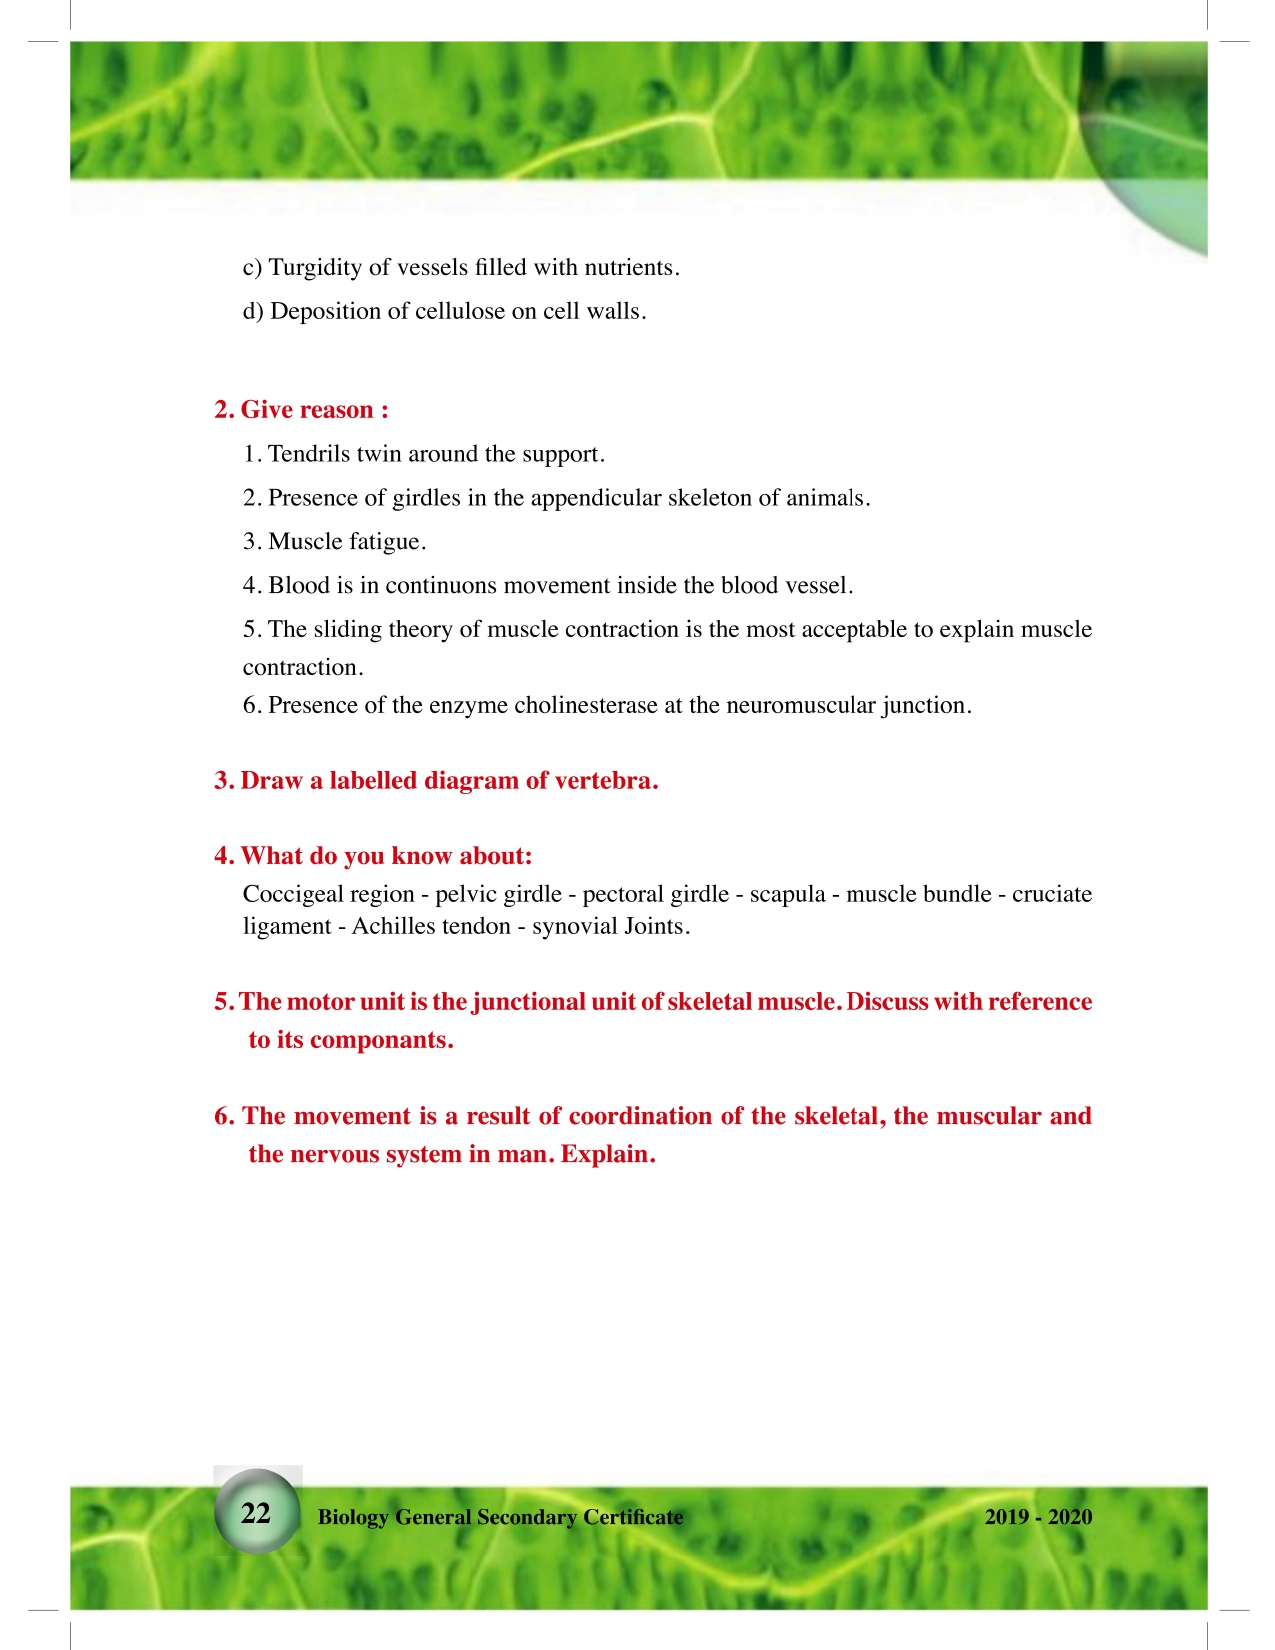 c) Turgidity of vessels filled with nutrients.
d) Deposition of cellulose on cell walls.
2. Give reason :
1. Tendrils twin around the support.
2. Presence of girdles in the appendicular skeleton of animals.
3. Muscle fatigue.
4. Blood is in continuons movement inside the blood vessel.
5. The sliding theory of muscle contraction is the most acceptable to explain muscle
contraction.
6. Presence of the enzyme cholinesterase at the neuromuscular junction.
3. Draw a labelled diagram of vertebra.
4. What do you know about:
Coccigeal region - pelvic girdle - pectoral girdle - scapula - muscle bundle - cruciate
ligament - Achilles tendon - synovial Joints.
5. The motor unit is the junctional unit of skeletal muscle. Discuss with reference
to its componants.
6. The movement is a result of coordination of the skeletal, the muscular and
the nervous system in man. Explain.
22 Biology General Secondary Certificate 2019 - 2020